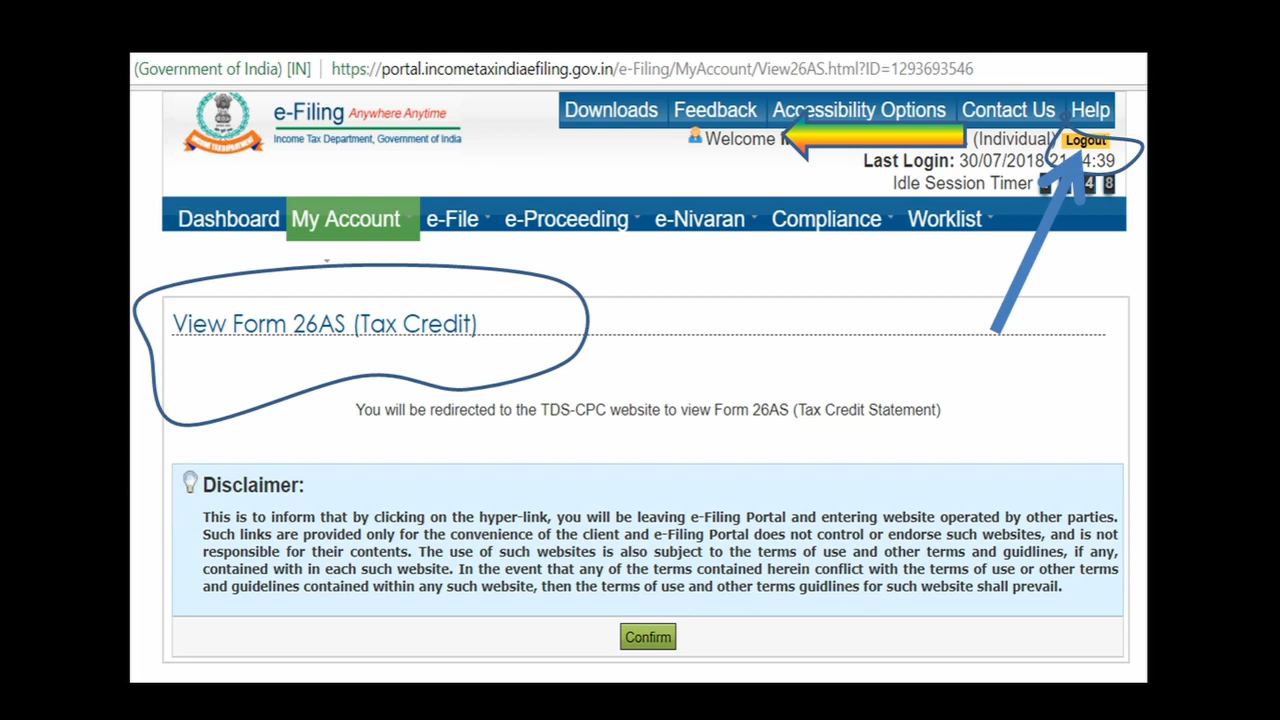 (Government of India) [IN] | https://portal.incometaxindiaefiling.gov.in/e-Filing/MyAccount/View26AS.html?ID=1293693546
e-Filing Anywhere Anytime
Income Tax Department, Government of India
Downloads Feedback Accessibility Options Contact Us Help
Welcome (Individual) Logout
Last Login: 30/07/2018
Idle Session Timer 4 8
Dashboard My Account e-File e-Proceeding e-Nivaran Compliance Worklist
View Form 26AS (Tax Credit)
You will be redirected to the TDS-CPC website to view Form 26AS (Tax Credit Statement)
Disclaimer:
This is to inform that by clicking on the hyper-link, you will be leaving e-Filing Portal and entering website operated by other parties.
Such links are provided only for the convenience of the client and e-Filing Portal does not control or endorse such websites, and is not
responsible for their contents. The use of such websites is also subject to the terms of use and other terms and guidlines, if any,
contained with in each such website. In the event that any of the terms contained herein conflict with the terms of use or other terms
and guidelines contained within any such website, then the terms of use and other terms guidlines for such website shall prevail.
Confirm